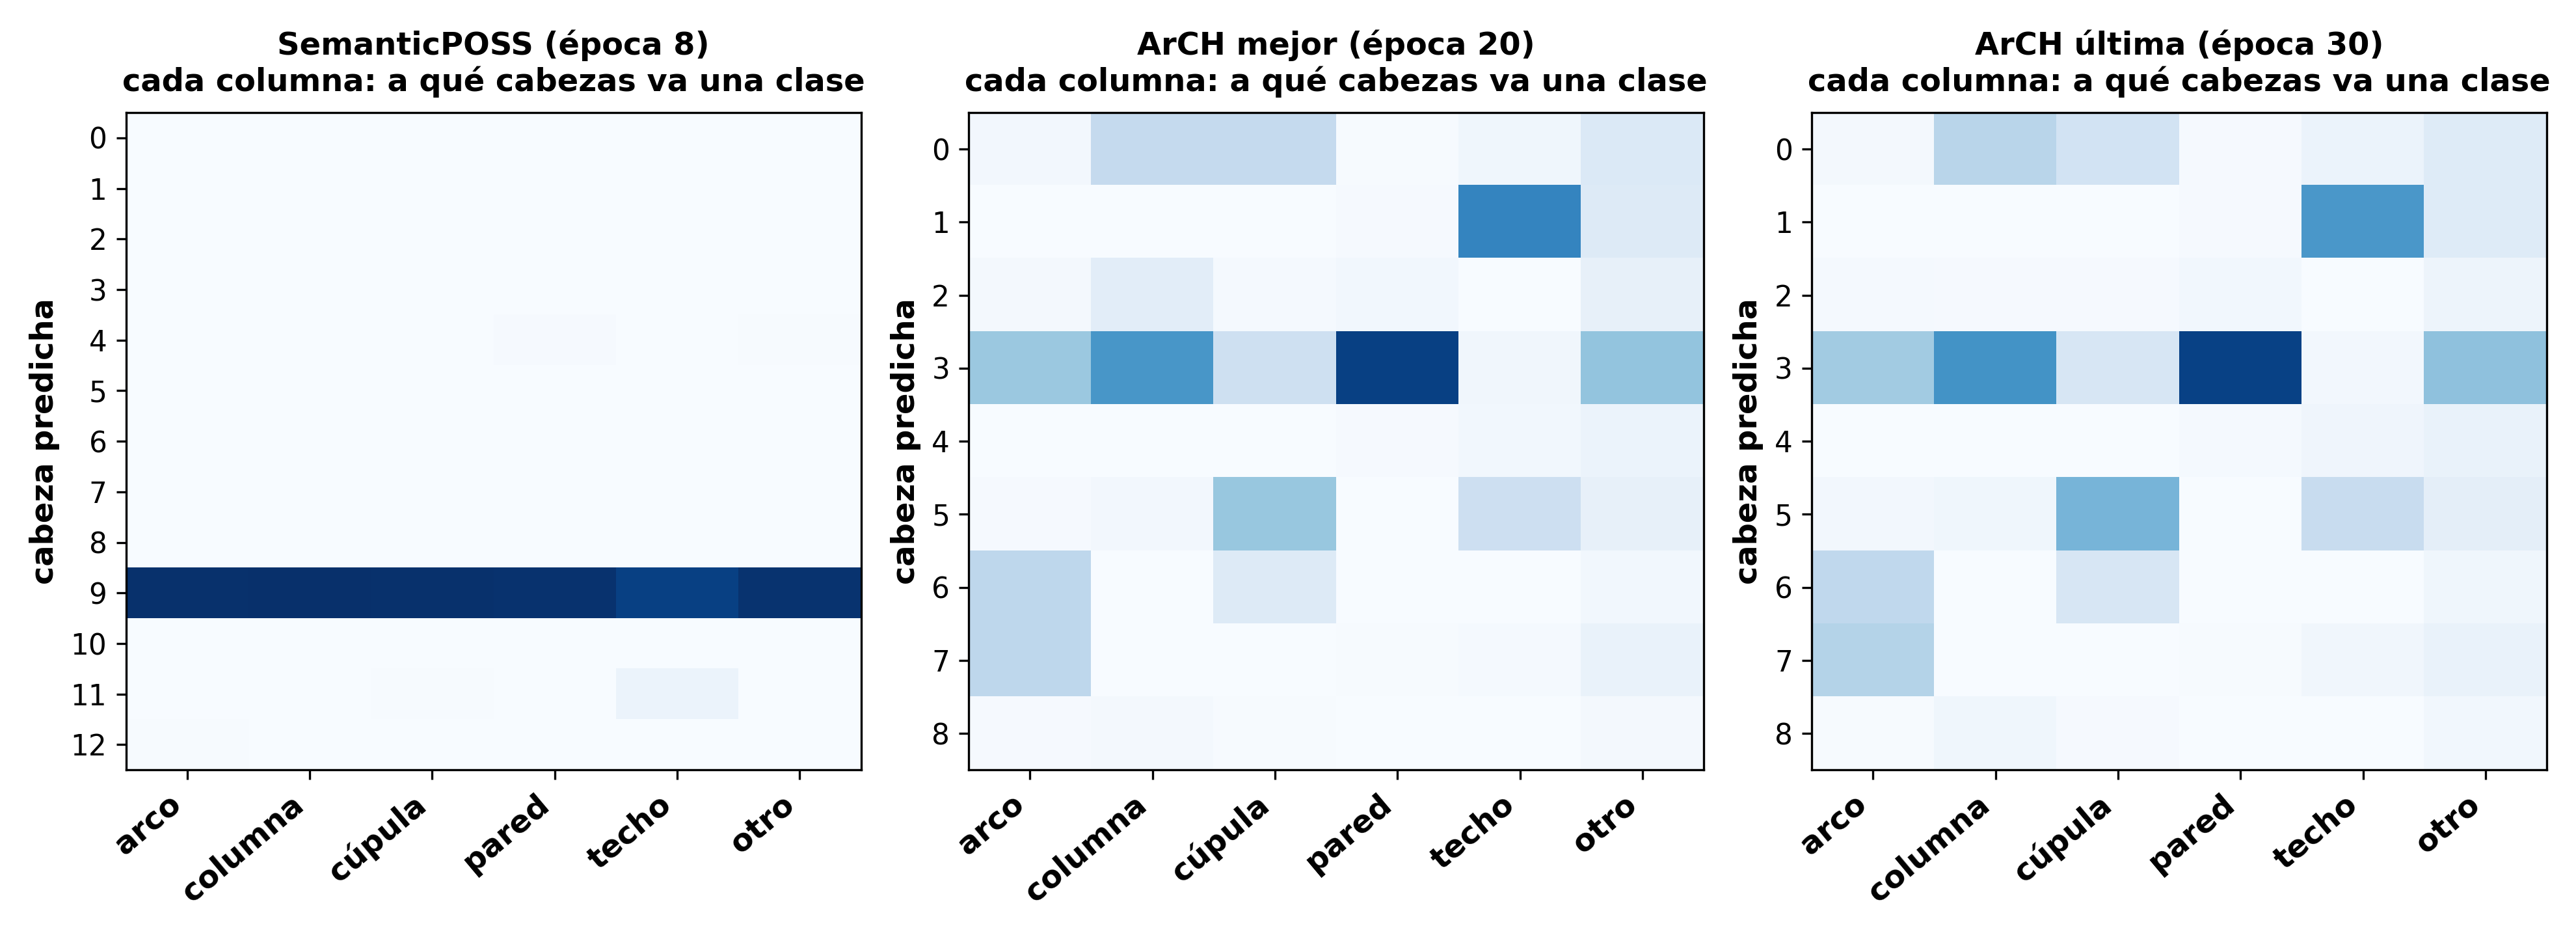 SemanticPOSS (época 8)
cada columna: a qué cabezas va una clase
cabeza predicha
0
1
2
3
4
5
6
7
8
9
10
11
12
arco
columna
cúpula
pared
techo
otro
ArCH mejor (época 20)
cada columna: a qué cabezas va una clase
cabeza predicha
0
1
2
3
4
5
6
7
8
arco
columna
cúpula
pared
techo
otro
ArCH última (época 30)
cada columna: a qué cabezas va una clase
cabeza predicha
0
1
2
3
4
5
6
7
8
arco
columna
cúpula
pared
techo
otro